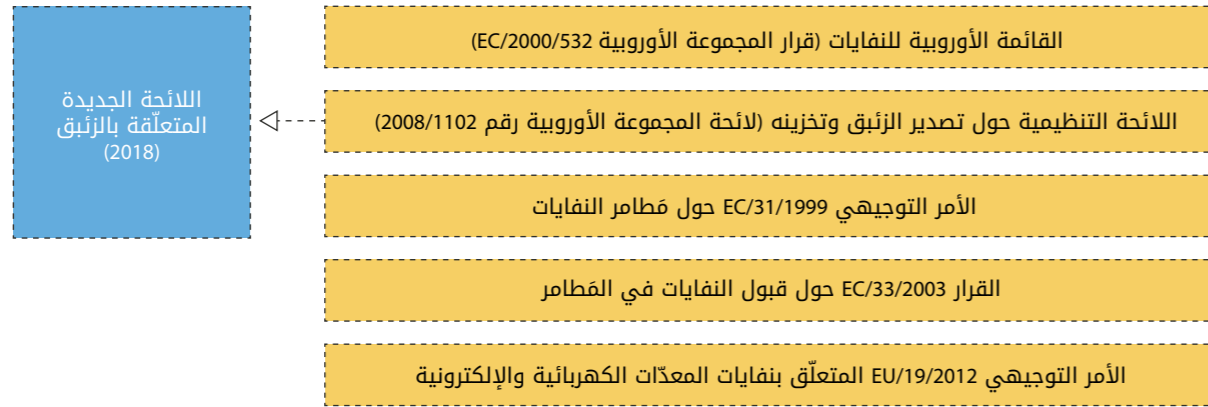 القائمة الأوروبية للنفايات (قرار المجموعة الأوروبية EC/2000/532)
اللائحة التنظيمية حول تصدير الزئبق وتخزينه (لائحة المجموعة الأوروبية رقم 2008/1102)
الأمر التوجيهي EC/31/1999 حول مَطامر النفايات
القرار EC/33/2003 حول قبول النفايات في المَطامر
الأمر التوجيهي EU/19/2012 المتعلّق بنفايات المعدّات الكهربائية والإلكترونية
اللائحة الجديدة
المتعلّقة بالزئبق
(2018)